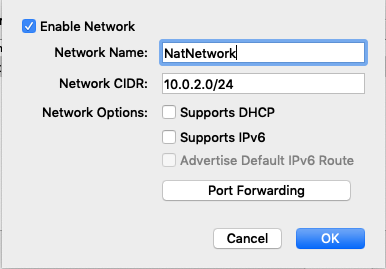 Enable Network
Network Name: NatNetwork
Network CIDR: 10.0.2.0/24
Network Options: Supports DHCP
Supports IPv6
Advertise Default IPv6 Route
Port Forwarding
Cancel OK